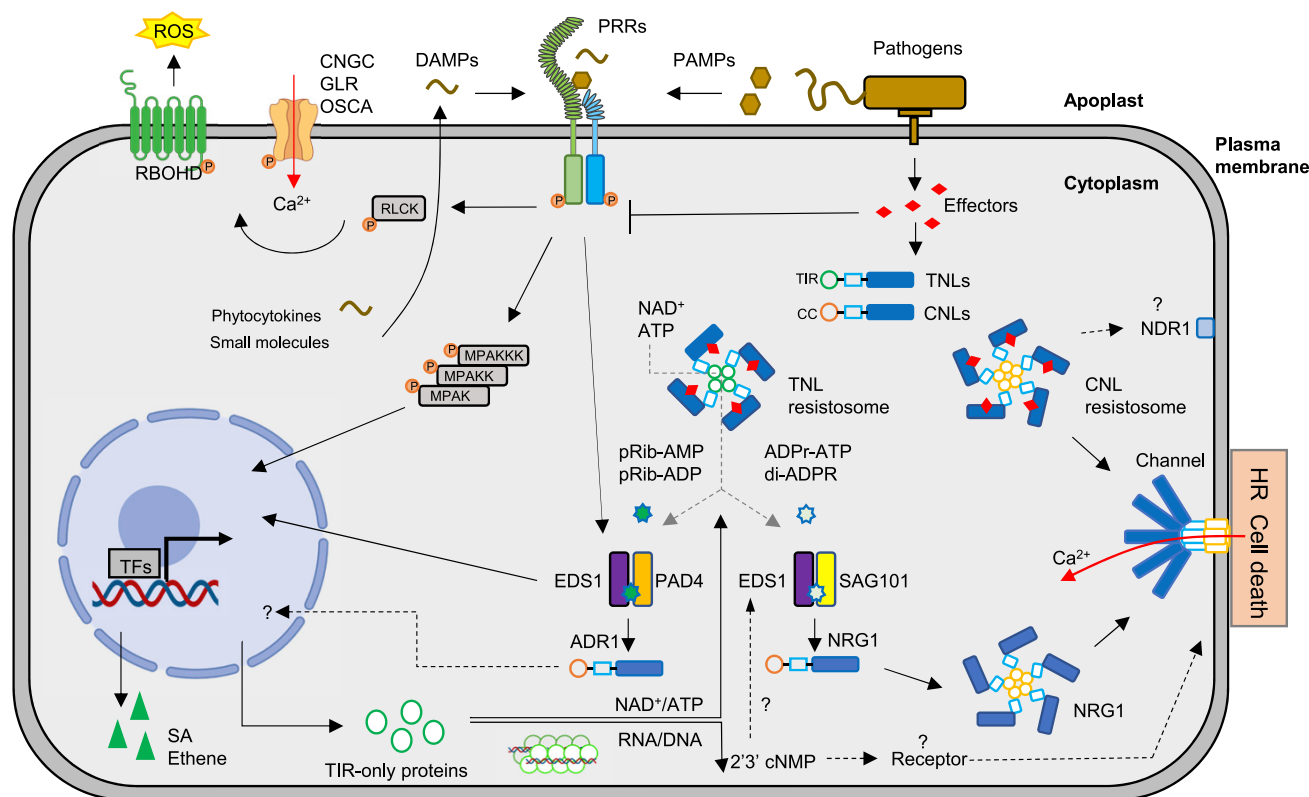 ROS
CNGC
GLR
OSCA
DAMPs
PRRs
PAMPs
Pathogens
Apoplast
Plasma
membrane
Cytoplasm
RBOHD
P
P
Ca²⁺
RLCK
P
P
P
Effectors
TIR
TNLs
CC
CNLs
?
NDR1
Phytocytokines
Small molecules
NAD⁺
ATP
P
MPAKKK
P
MPAKK
P
MPAK
TNL
resistosome
CNL
resistosome
pRib-AMP
pRib-ADP
ADPr-ATP
di-ADPR
Channel
HR Cell death
Ca²⁺
TFs
EDS1
PAD4
EDS1
SAG101
?
ADR1
NRG1
NRG1
NAD⁺/ATP
RNA/DNA
?
SA
Ethene
TIR-only proteins
2’3’ cNMP
?
Receptor